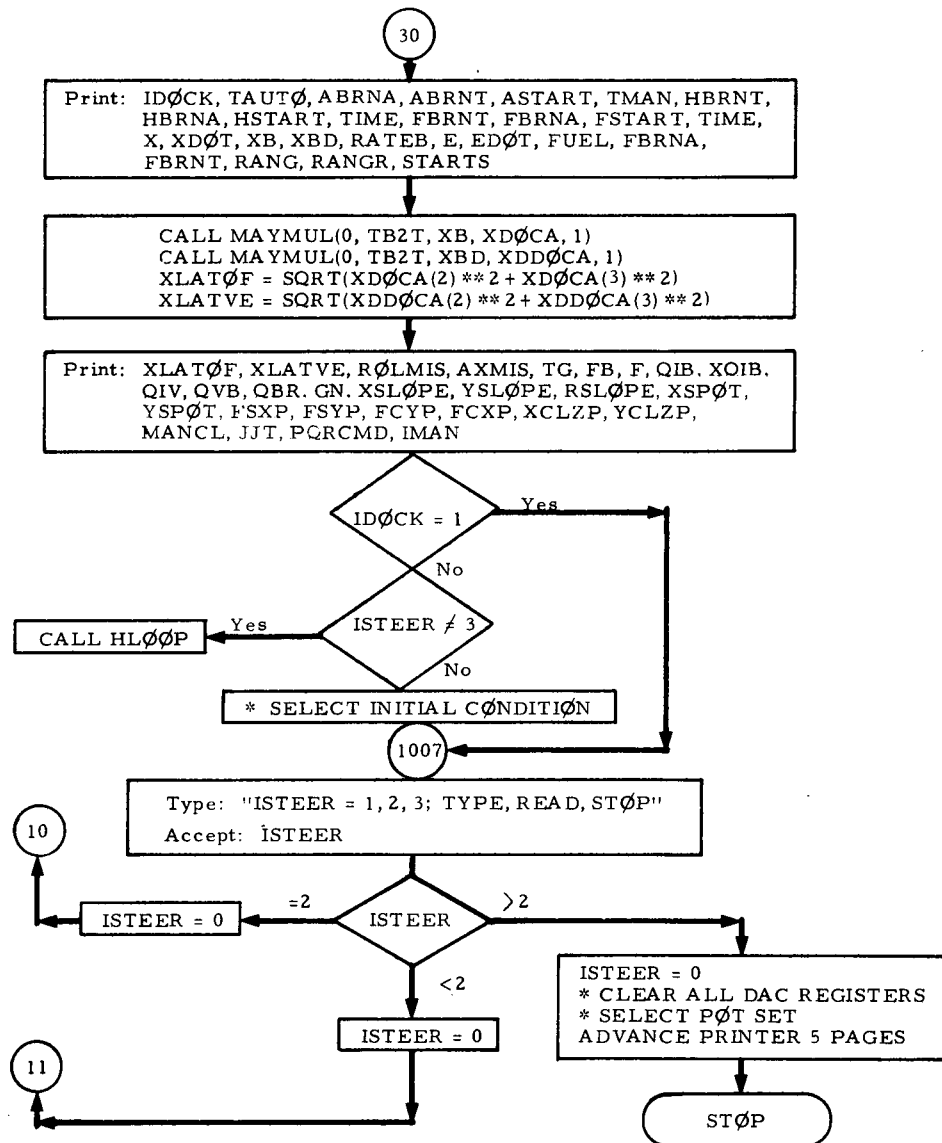 30
Print: IDØCK, TAUTØ, ABRNA, ABRNT, ASTART, TMAN, HBRNT,
HBRNA, HSTART, TIME, FBRNT, FBRNA, FSTART, TIME,
X, XDØT, XB, XBD, RATEB, E, EDØT, FUEL, FBRNA,
FBRNT, RANG, RANGR, STARTS
CALL MAYMUL(0, TB2T, XB, XDØCA, 1)
CALL MAYMUL(0, TB2T, XBD, XDDØCA, 1)
XLATØF = SQRT(XDØCA(2) ** 2 + XDØCA(3) ** 2)
XLATVE = SQRT(XDDØCA(2) ** 2 + XDDØCA(3) ** 2)
Print: XLATØF, XLATVE, RØLMIS, AXMIS, TG, FB, F, QIB, XQIB,
QIV, QVB, QBR, GN, XSLØPE, YSLØPE, RSLØPE, XSPØT,
YSPØT, FSXP, FSYP, FCYP, FCXP, XCLZP, YCLZP,
MANCL, JJT, PQRCMD, IMAN
IDØCK = 1
Yes
No
ISTEER ≠ 3
Yes
CALL HLØØP
No
* SELECT INITIAL CØNDITIØN
1007
Type: "ISTEER = 1, 2, 3; TYPE, READ, STØP"
Accept: ISTEER
10
ISTEER = 0
=2
ISTEER
>2
<2
ISTEER = 0
ISTEER = 0
* CLEAR ALL DAC REGISTERS
* SELECT PØT SET
ADVANCE PRINTER 5 PAGES
11
STØP